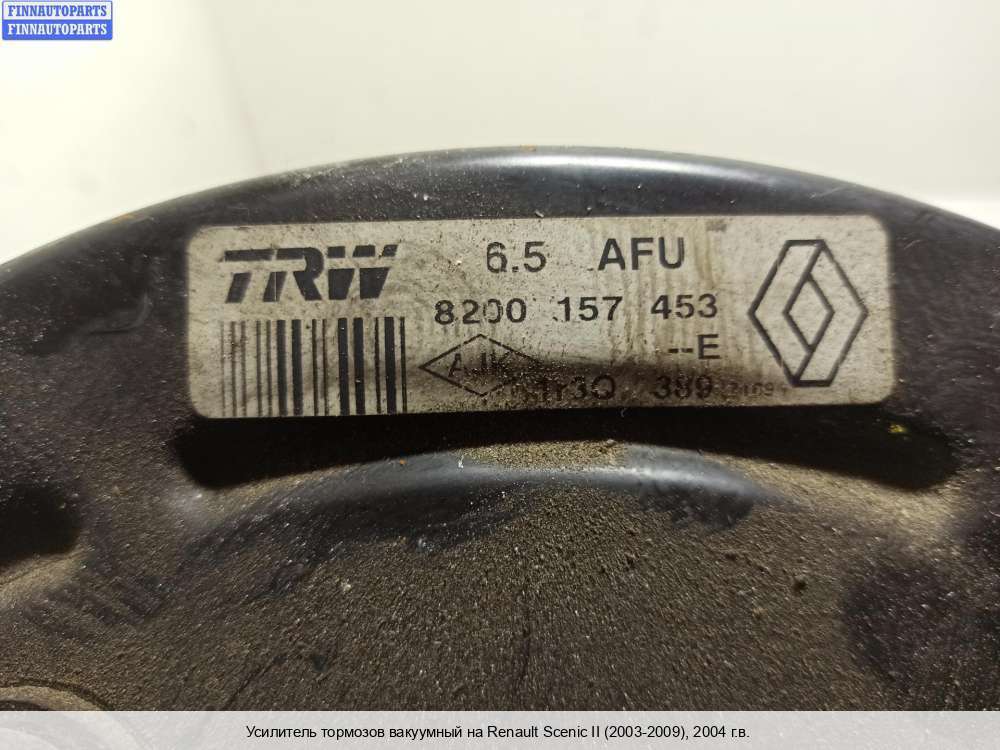 FINNAUTOPARTS
FINNAUTOPARTS
TRW 6.5 AFU
8200 157 453
--E
AJK
389
Усилитель тормозов вакуумный на Renault Scenic II (2003-2009), 2004 г.в.